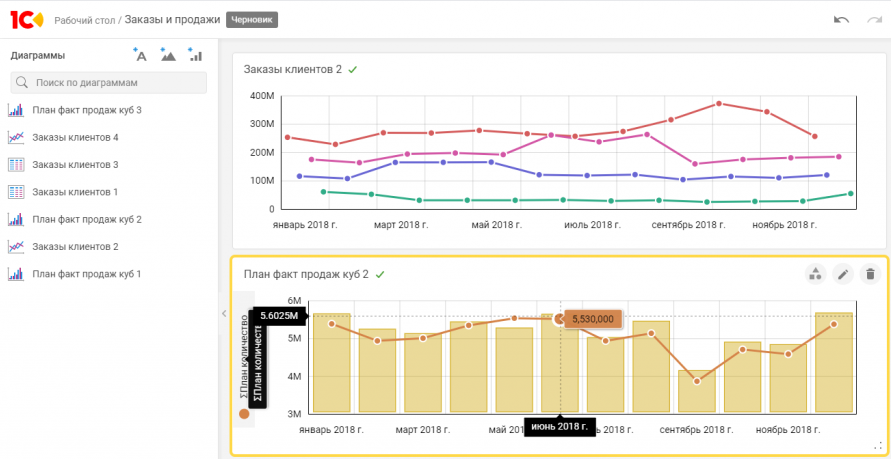 1С Рабочий стол / Заказы и продажи Черновик
Диаграммы
Поиск по диаграммам
План факт продаж куб 3
Заказы клиентов 4
Заказы клиентов 3
Заказы клиентов 1
План факт продаж куб 2
Заказы клиентов 2
План факт продаж куб 1
Заказы клиентов 2
400M
300M
200M
100M
0
январь 2018 г. март 2018 г. май 2018 г. июль 2018 г. сентябрь 2018 г. ноябрь 2018 г.
План факт продаж куб 2
6M
5.6025M
5,530,000
5M
4M
3M
ΣПлан количество
ΣПлан количеств
январь 2018 г. март 2018 г. май июнь 2018 г. 2018 г. сентябрь 2018 г. ноябрь 2018 г.